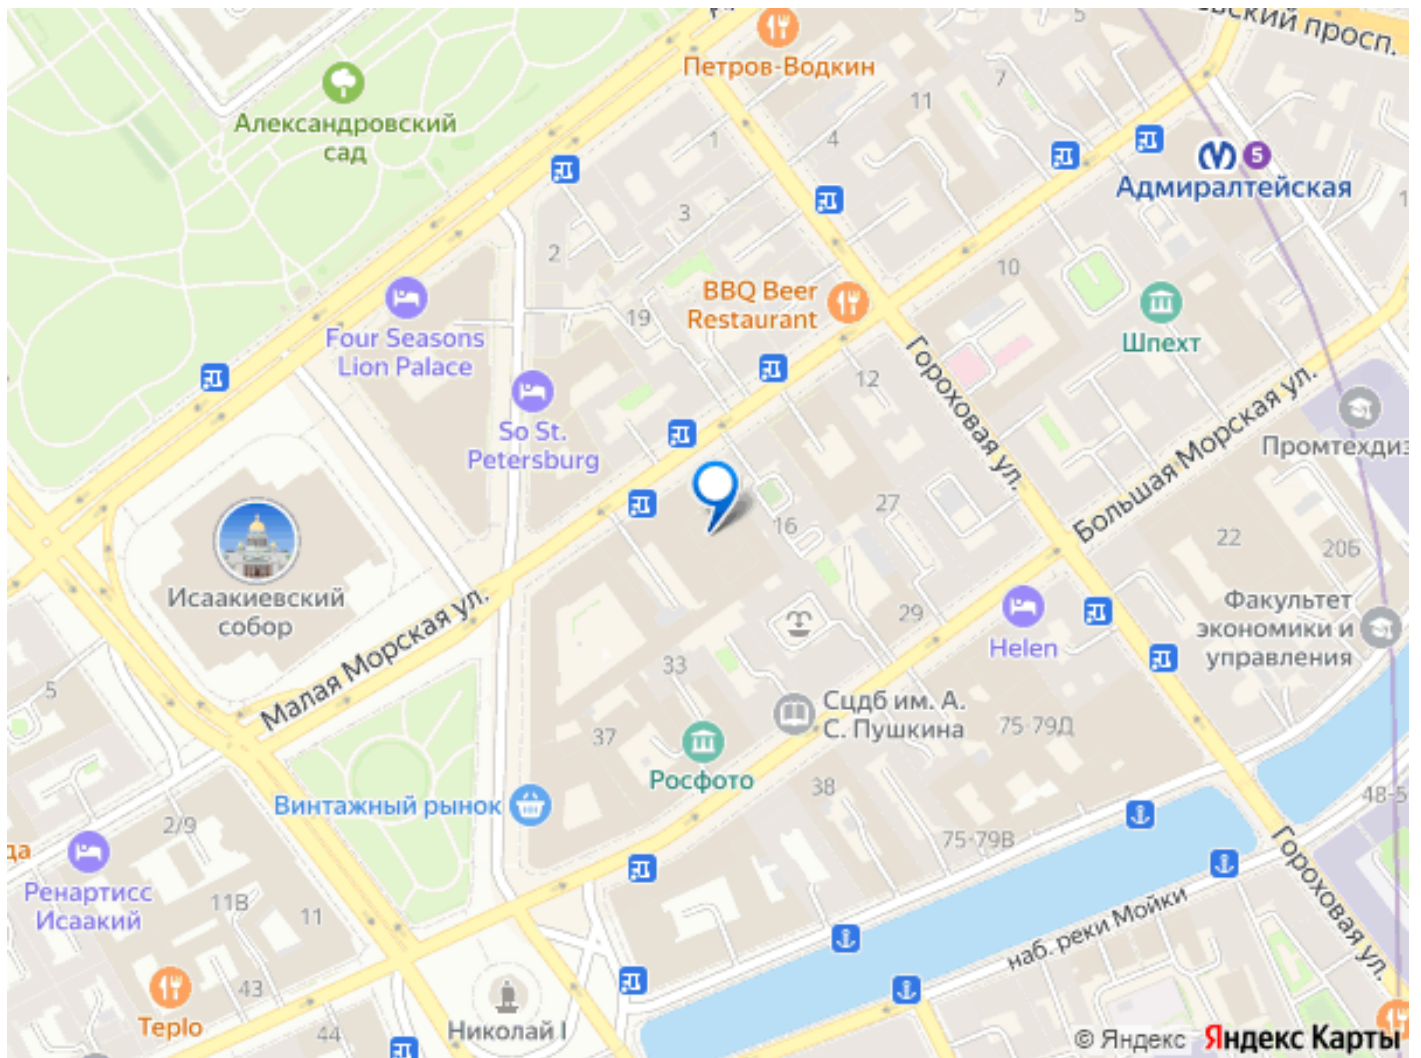 вский просп.
Петров-Водкин
5
7
11
Александровский
сад
1
4
5
Адмиралтейская
1
3
2
10
BBQ Beer
Restaurant
19
Four Seasons
Lion Palace
Шпехт
12
Гороховая ул.
So St.
Petersburg
Большая Морская ул.
Промтехдиз
16
27
22
20Б
Исаакиевский
собор
Малая Морская ул.
29
Helen
Факультет
экономики и
управления
33
5
Сцдб им. А.
С. Пушкина
75-79Д
37
Росфото
38
Винтажный рынок
48-5
2/9
75-79В
да
Ренартисс
Исаакий
11В
11
Гороховая ул.
наб. реки Мойки
43
Teplo
44
Николай I
© Яндекс Яндекс Карты